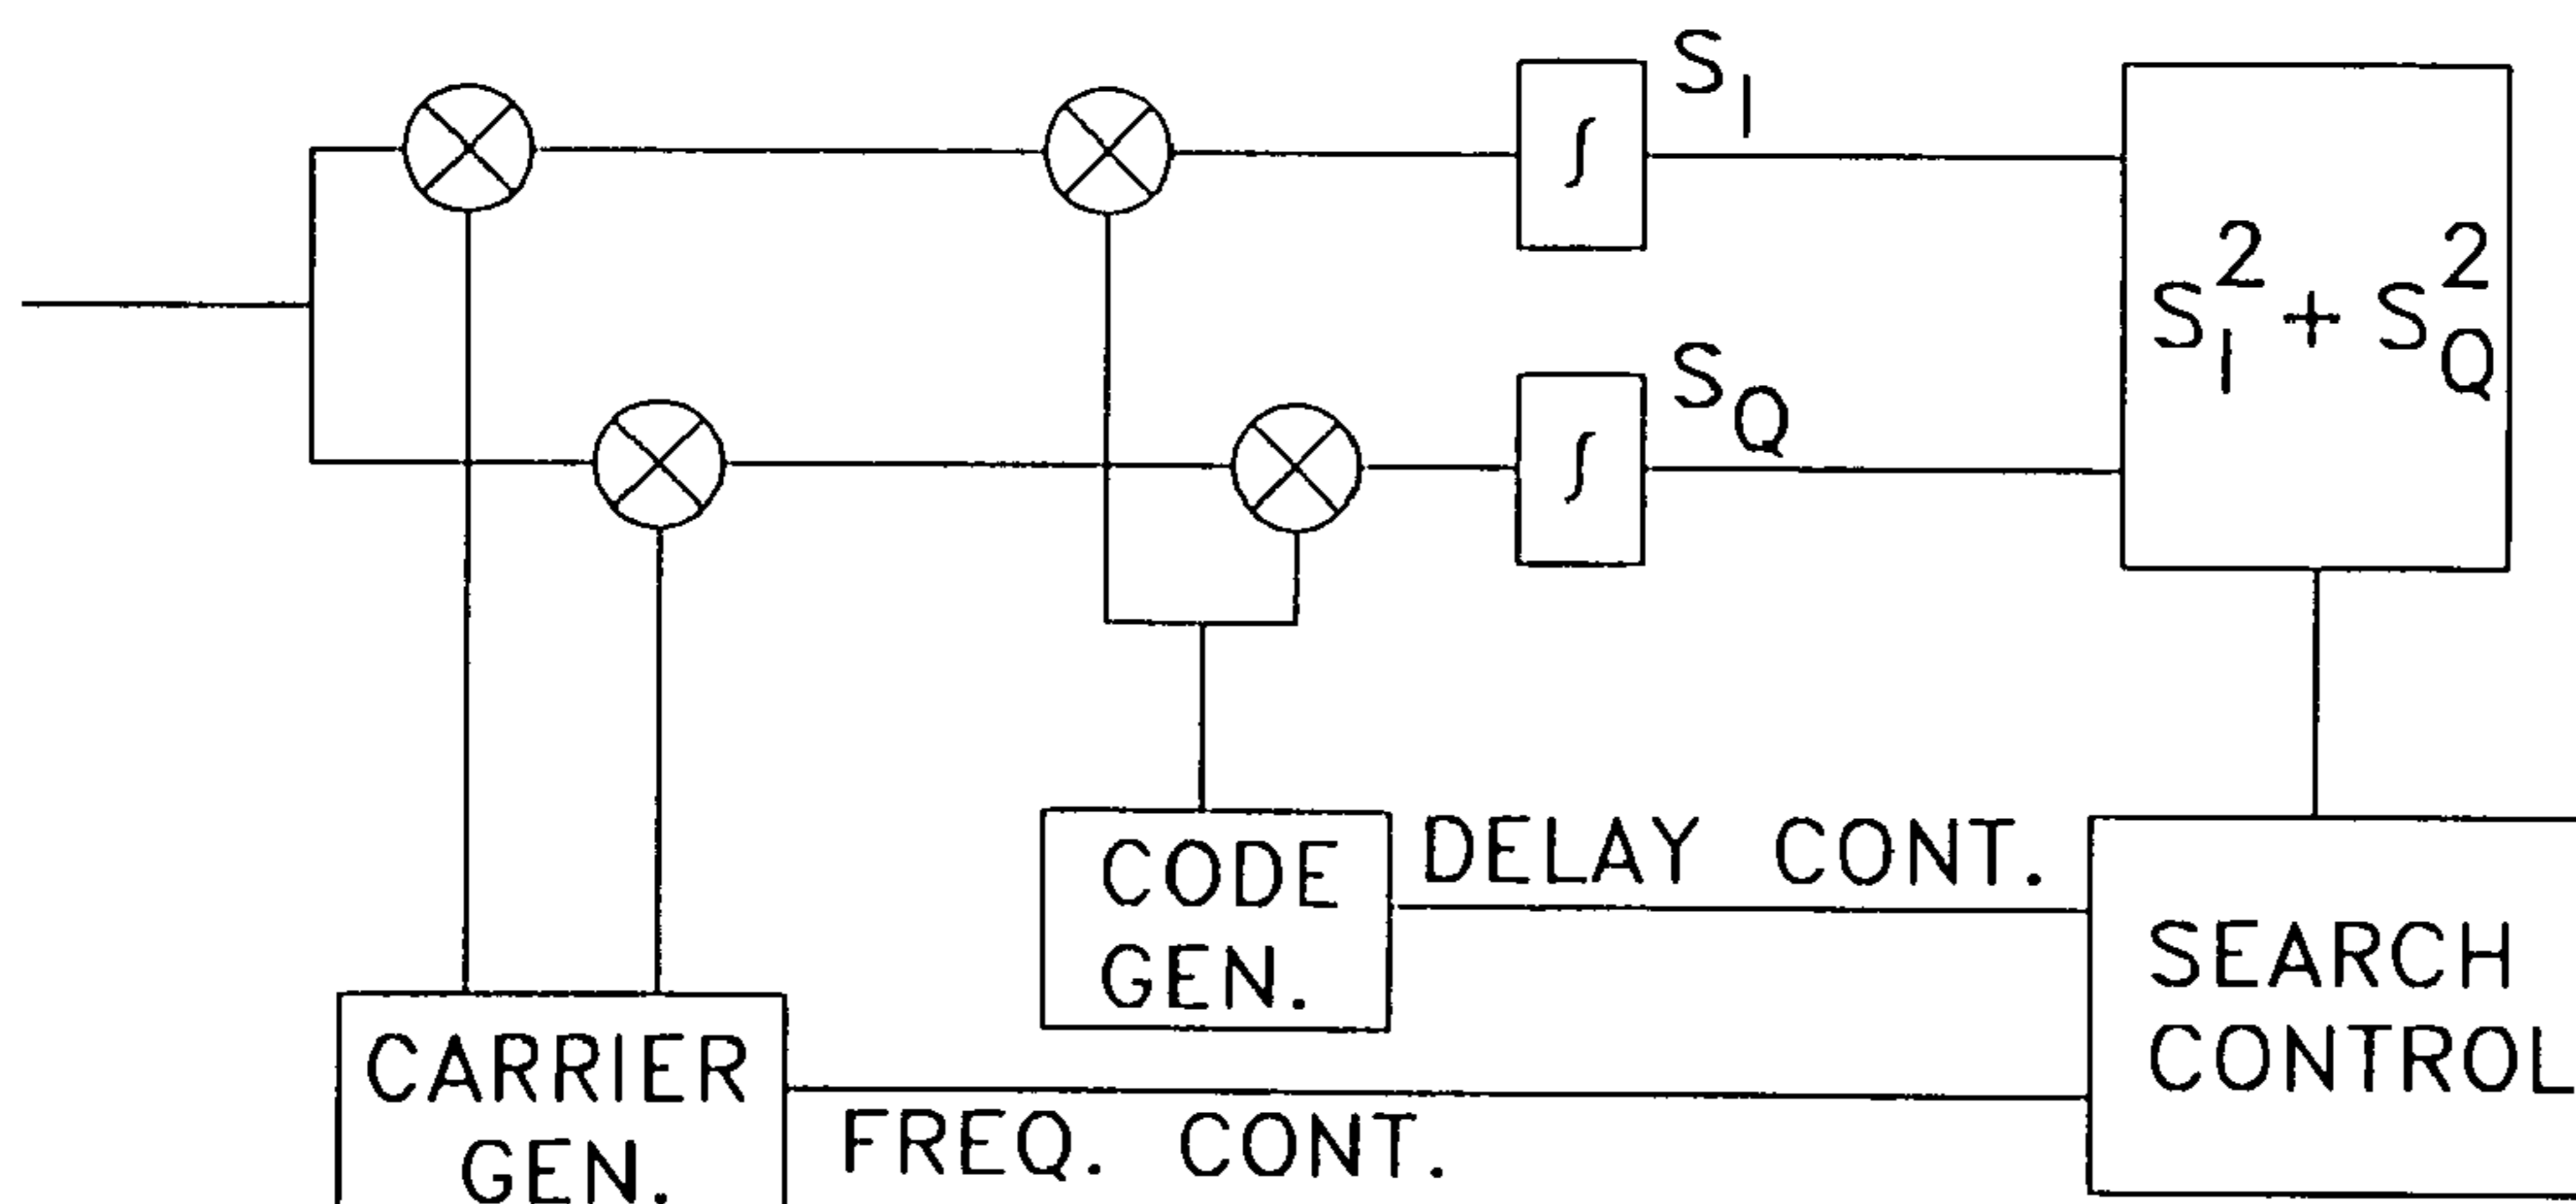 S_I
∫
S_I^2 + S_Q^2
S_Q
∫
CODE
GEN.
DELAY CONT.
SEARCH
CONTROL
CARRIER
GEN.
FREQ. CONT.